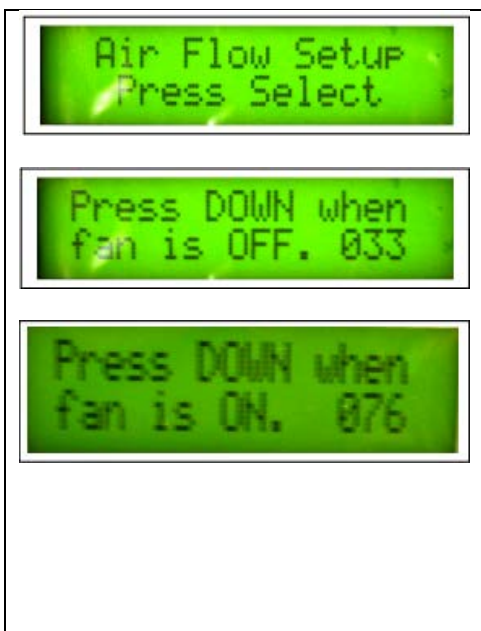 Air Flow Setup
Press Select
Press DOWN when
fan is OFF. 033
Press DOWN when
fan is ON. 076